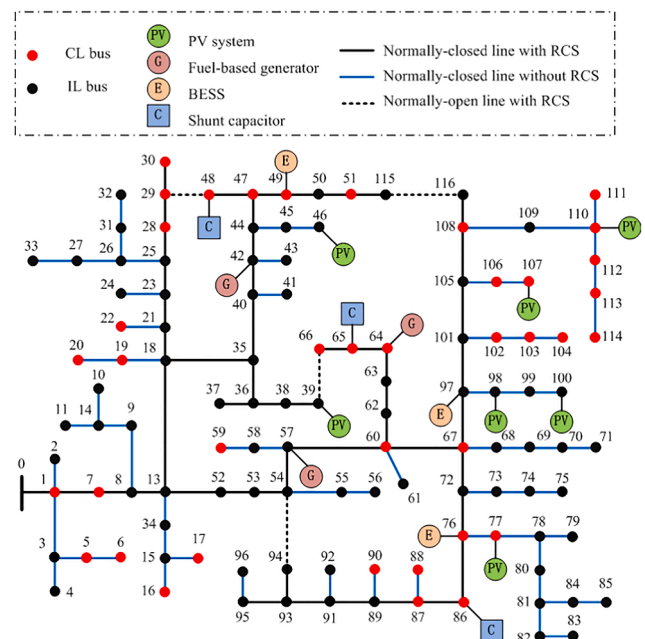 CL bus
IL bus
PV
PV system
G
Fuel-based generator
E
BESS
C
Shunt capacitor
Normally-closed line with RCS
Normally-closed line without RCS
Normally-open line with RCS
30
E
32 29 48 47 49 50 51 115 116 111
C
31 28 44 45 46 108 109 110 PV
33 27 26 25 42 43 PV
G
24 23 40 41 105 106 107 112
PV
22 21 C G 113
66 65 64 101 102 103 104 114
20 19 18 35
63
10 37 36 38 39 97 98 99 100
PV E PV PV
11 14 9 62
59 58 57 60 67 68 69 70 71
2 G
0 61
1 7 8 13 52 53 54 55 56 72 73 74 75
34 76 77 78 79
E
3 5 6 15 17 96 94 92 90 88 PV 80
4 16 81 84 85
95 93 91 89 87 86
C 82 83